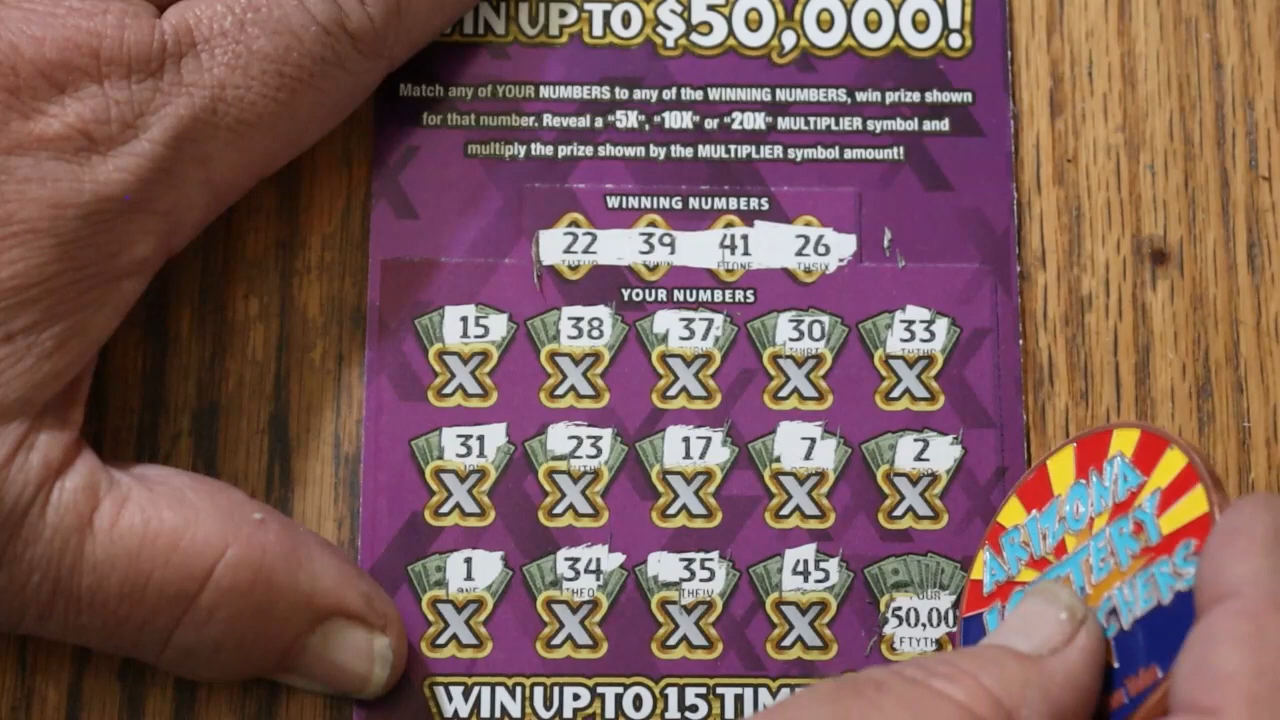 WIN UP TO $50,000!
Match any of YOUR NUMBERS to any of the WINNING NUMBERS, win prize shown
for that number. Reveal a "5X", "10X" or "20X" MULTIPLIER symbol and
multiply the prize shown by the MULTIPLIER symbol amount!
WINNING NUMBERS
22 39 41 26
THSIX
YOUR NUMBERS
15 38 37 30 33
X X X X X
31 23 17 7 2
X X X X X
1 34 35 45
X X X X 50,00
FTYTH
WIN UP TO 15 TIM
ARIZONA